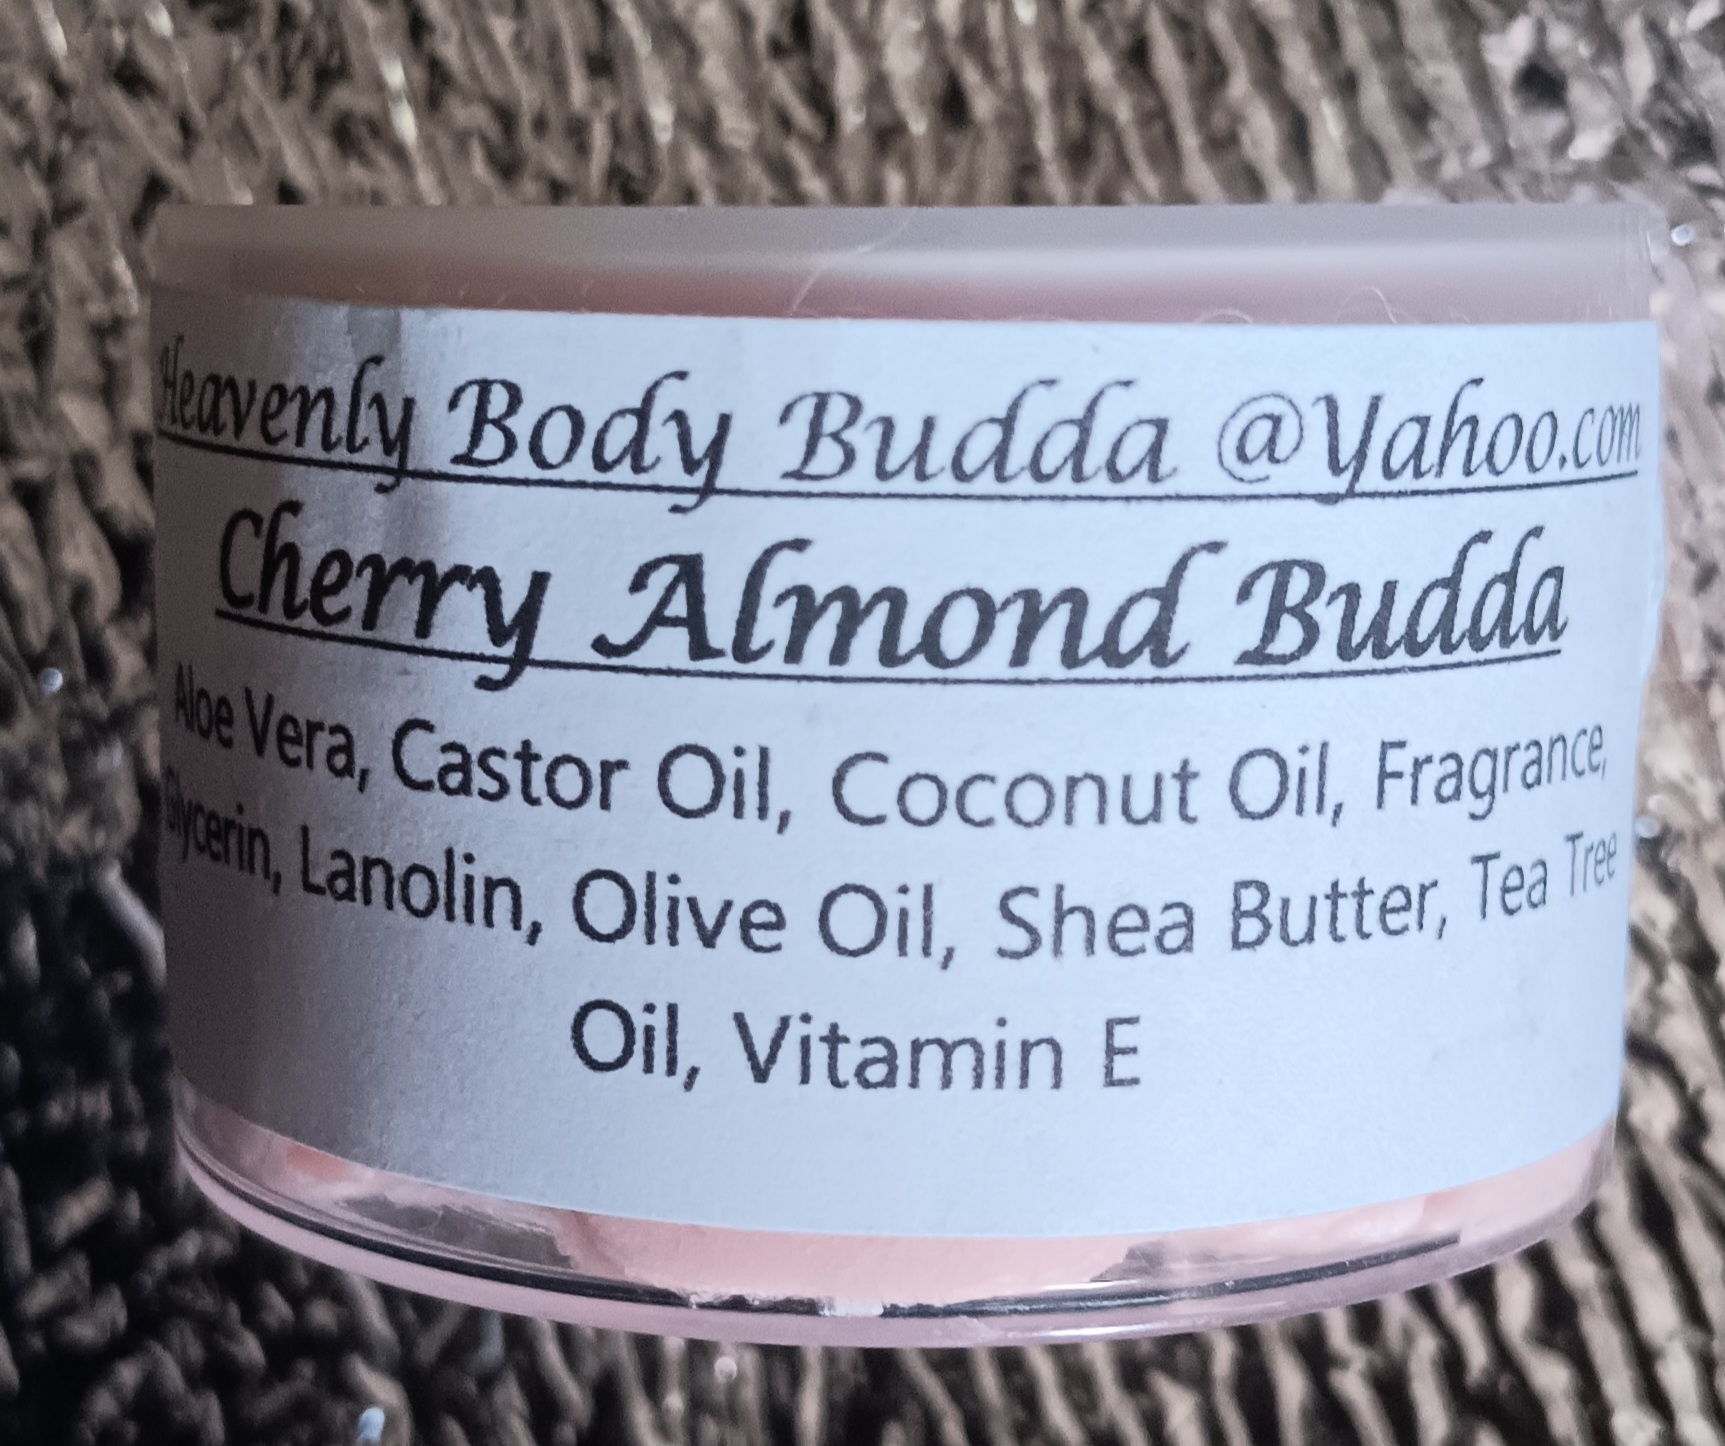 Heavenly Body Budda @Yahoo.com
Cherry Almond Budda
Aloe Vera, Castor Oil, Coconut Oil, Fragrance,
Glycerin, Lanolin, Olive Oil, Shea Butter, Tea Tree
Oil, Vitamin E